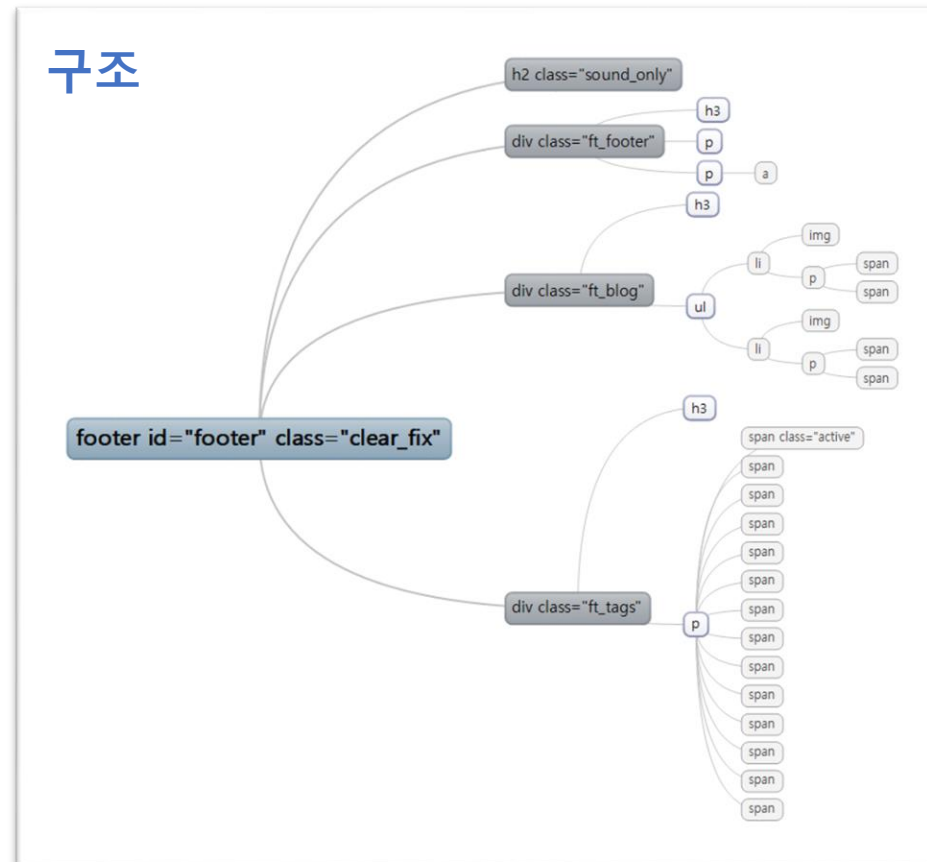 구조
h2 class="sound_only"
div class="ft_footer"
h3
p
p
a
div class="ft_blog"
h3
ul
li
img
p
span
span
li
img
p
span
span
footer id="footer" class="clear_fix"
div class="ft_tags"
h3
p
span class="active"
span
span
span
span
span
span
span
span
span
span
span
span
span